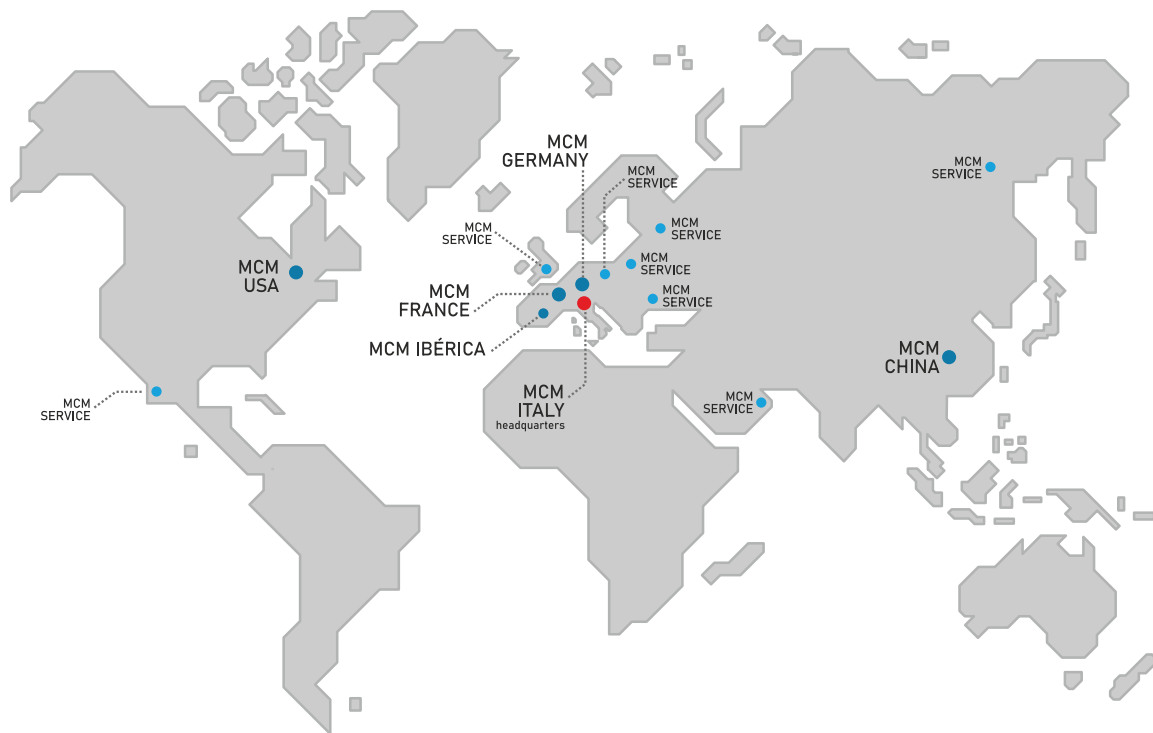 MCM
GERMANY
MCM
SERVICE
MCM
SERVICE
MCM
SERVICE
MCM
SERVICE
MCM
SERVICE
MCM
USA
MCM
SERVICE
MCM
FRANCE
MCM IBÉRICA
MCM
CHINA
MCM
ITALY
headquarters
MCM
SERVICE
MCM
SERVICE